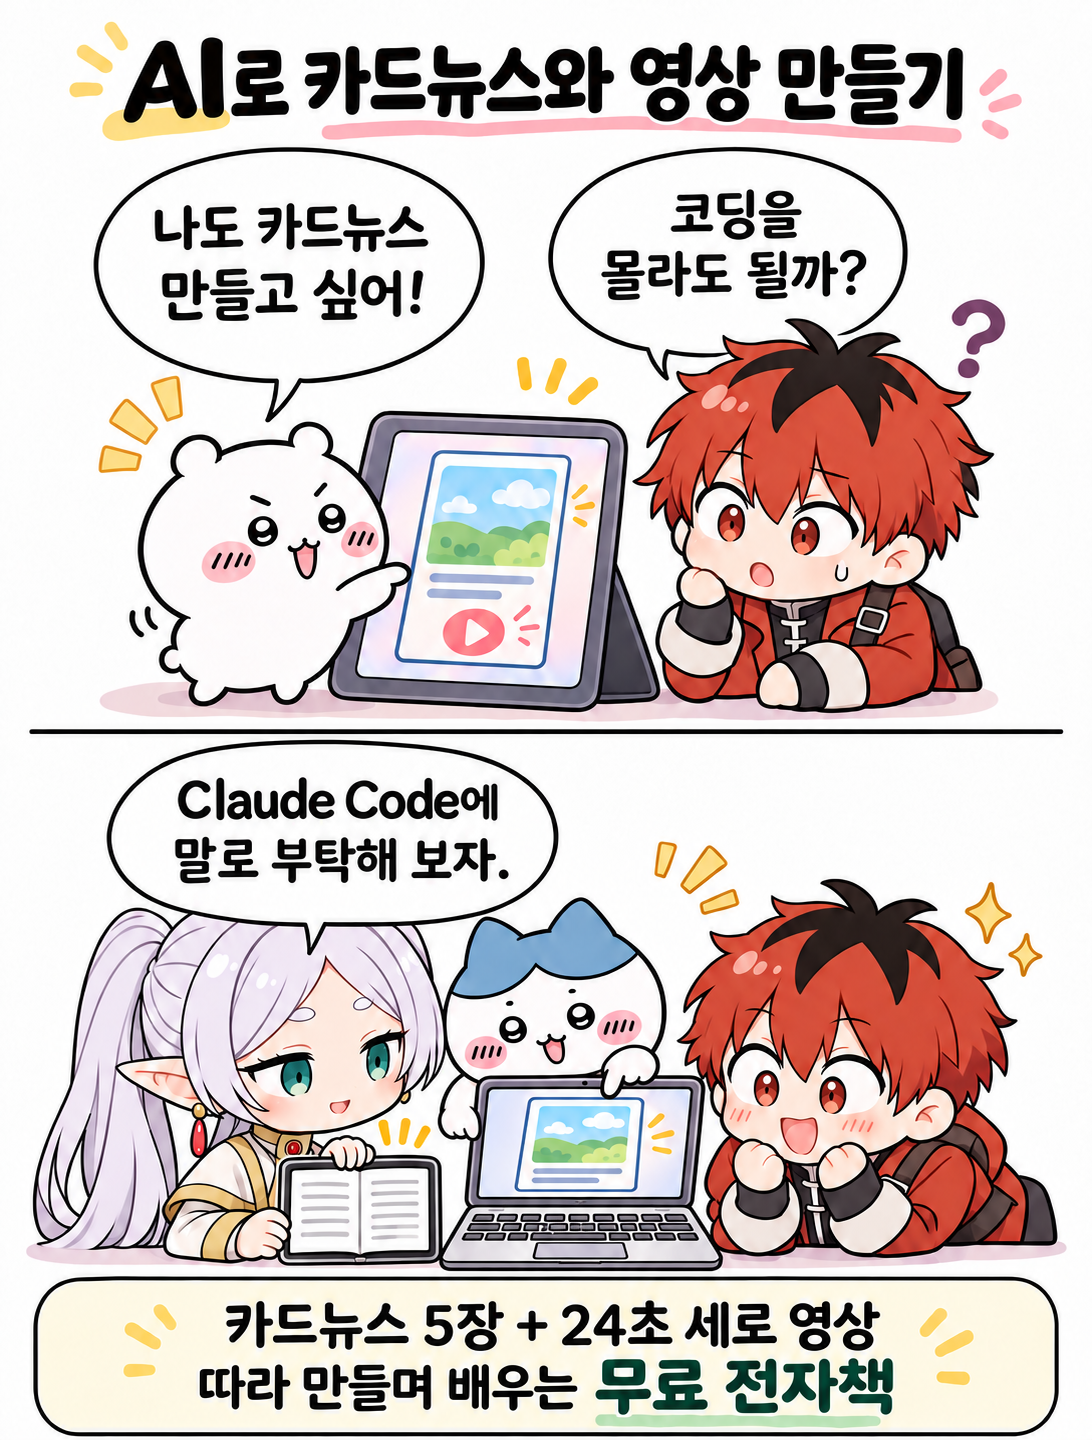 AI로 카드뉴스와 영상 만들기
나도 카드뉴스
만들고 싶어!
코딩을
몰라도 될까?
?
Claude Code에
말로 부탁해 보자.
카드뉴스 5장 + 24초 세로 영상
따라 만들며 배우는 무료 전자책